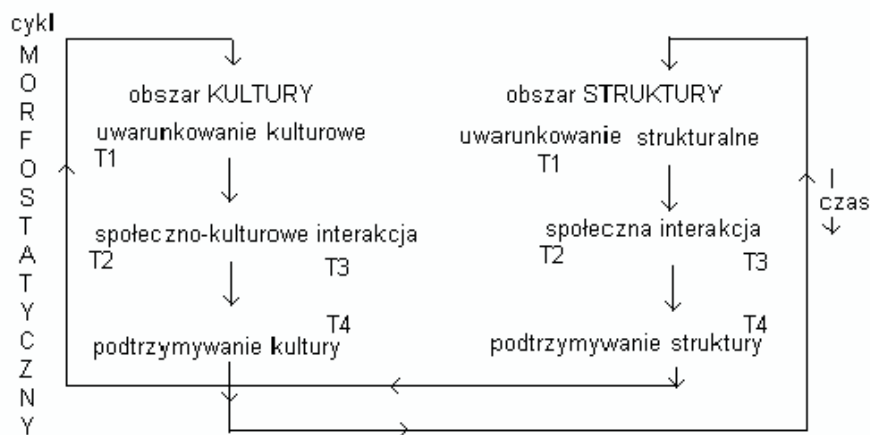 cykl
MORFOSTATYCZNY
obszar KULTURY
uwarunkowanie kulturowe
T1
społeczno-kulturowe interakcja
T2
T3
T4
podtrzymywanie kultury
obszar STRUKTURY
uwarunkowanie strukturalne
T1
społeczna interakcja
T2
T3
T4
podtrzymywanie struktury
czas